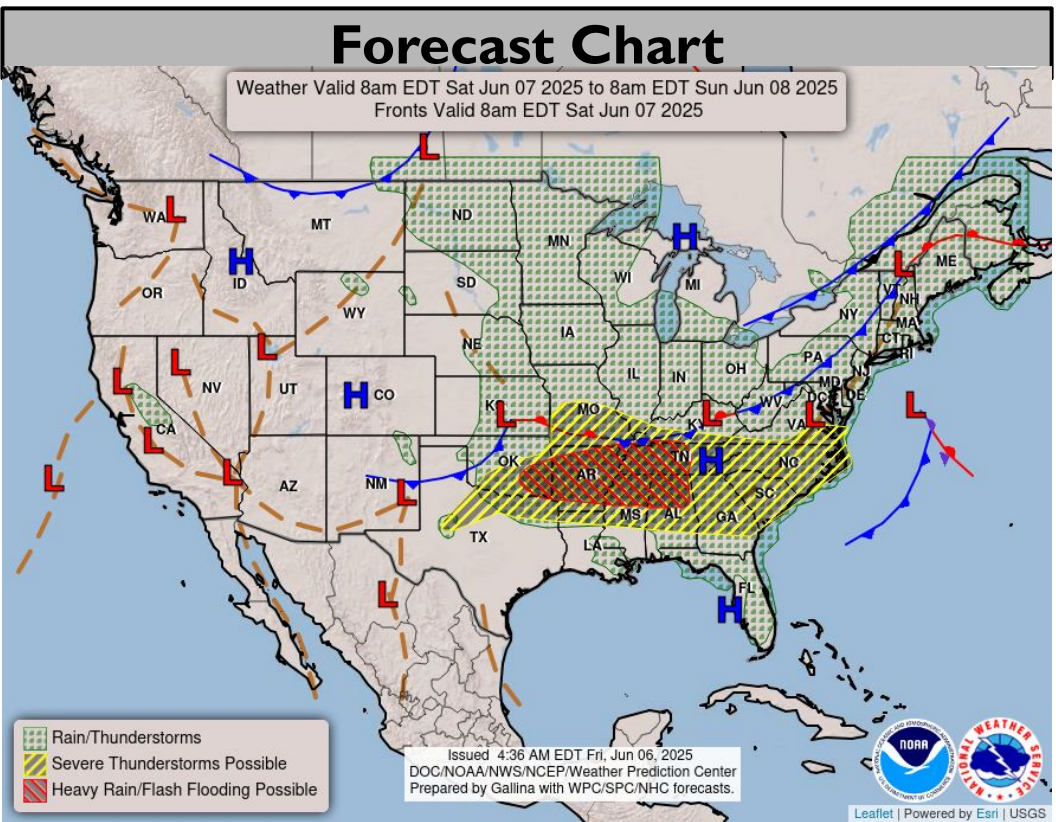 Forecast Chart
Weather Valid 8am EDT Sat Jun 07 2025 to 8am EDT Sun Jun 08 2025
Fronts Valid 8am EDT Sat Jun 07 2025
L
WA L
MT
ND
MN
H
H
ID
OR
WY
SD
WI
MI
L
ME
VT
NH
NY
MA
CT
RI
NE
IA
L
L
L
NV
UT
H CO
IL
IN
OH
PA
NJ
MD
DE
DC
WV
L
CA
L
KS L
MO
KY L
VA L
L
L
AZ
NM
L
OK
AR
TN H
NC
SC
TX
LA
MS
AL
GA
L
FL
H
Rain/Thunderstorms
Severe Thunderstorms Possible
Heavy Rain/Flash Flooding Possible
Issued 4:36 AM EDT Fri, Jun 06, 2025
DOC/NOAA/NWS/NCEP/Weather Prediction Center
Prepared by Gallina with WPC/SPC/NHC forecasts.
NOAA
NATIONAL WEATHER SERVICE
Leaflet | Powered by Esri | USGS